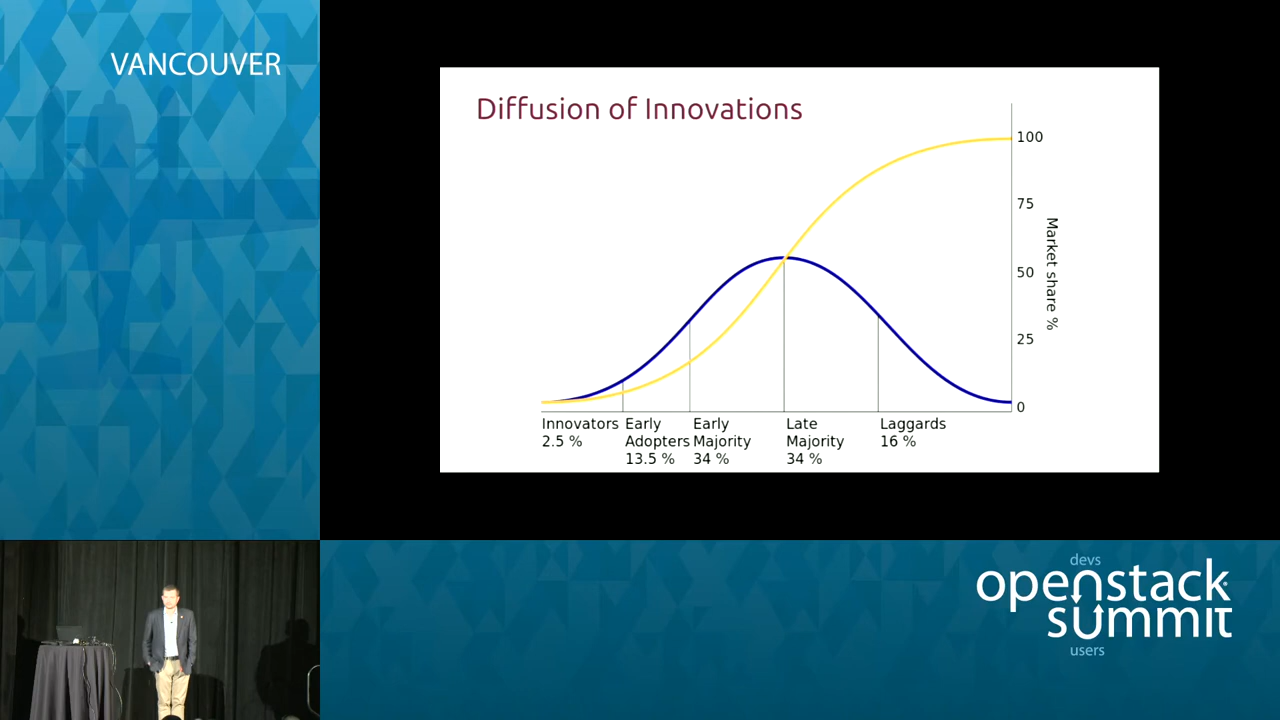 VANCOUVER
Diffusion of Innovations
100
75
50
25
0
Market share %
Innovators
2.5 %
Early
Adopters
13.5 %
Early
Majority
34 %
Late
Majority
34 %
Laggards
16 %
devs
openstack
summit
users